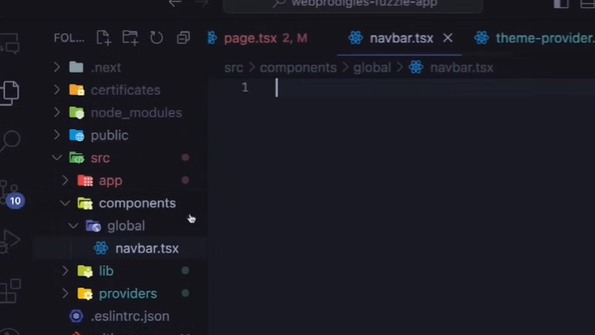 webprodigies-fuzzie-app
FOL...
page.tsx 2, M
navbar.tsx
theme-provider.
src > components > global > navbar.tsx
1
.next
certificates
node_modules
public
src
app
components
global
navbar.tsx
lib
providers
.eslintrc.json
10